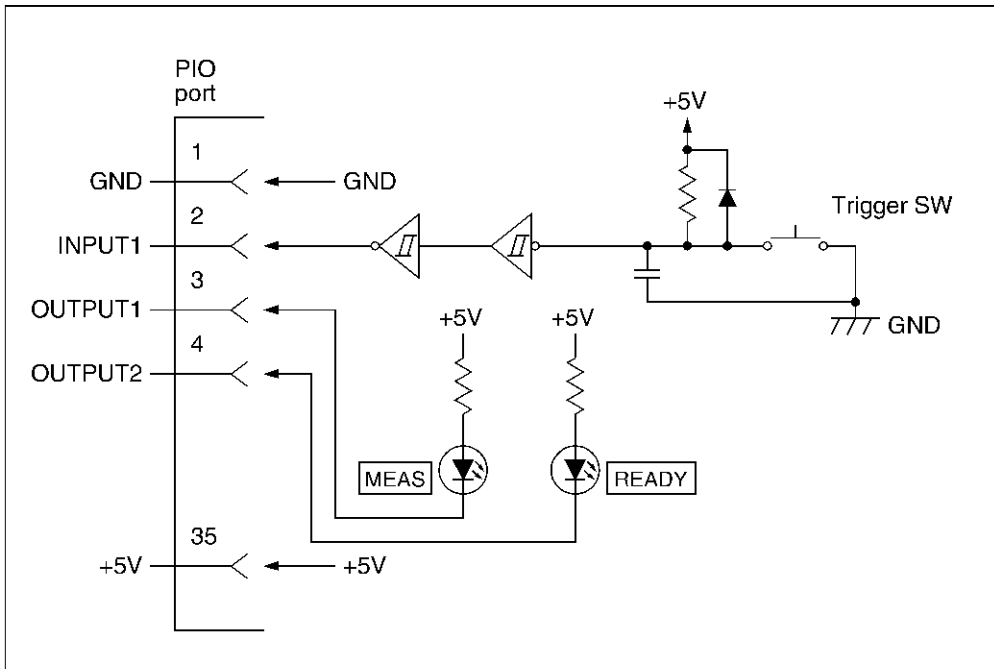 PIO
port
1
GND
GND
2
INPUT1
3
OUTPUT1
4
OUTPUT2
35
+5V
+5V
+5V
Trigger SW
GND
+5V
+5V
MEAS
READY